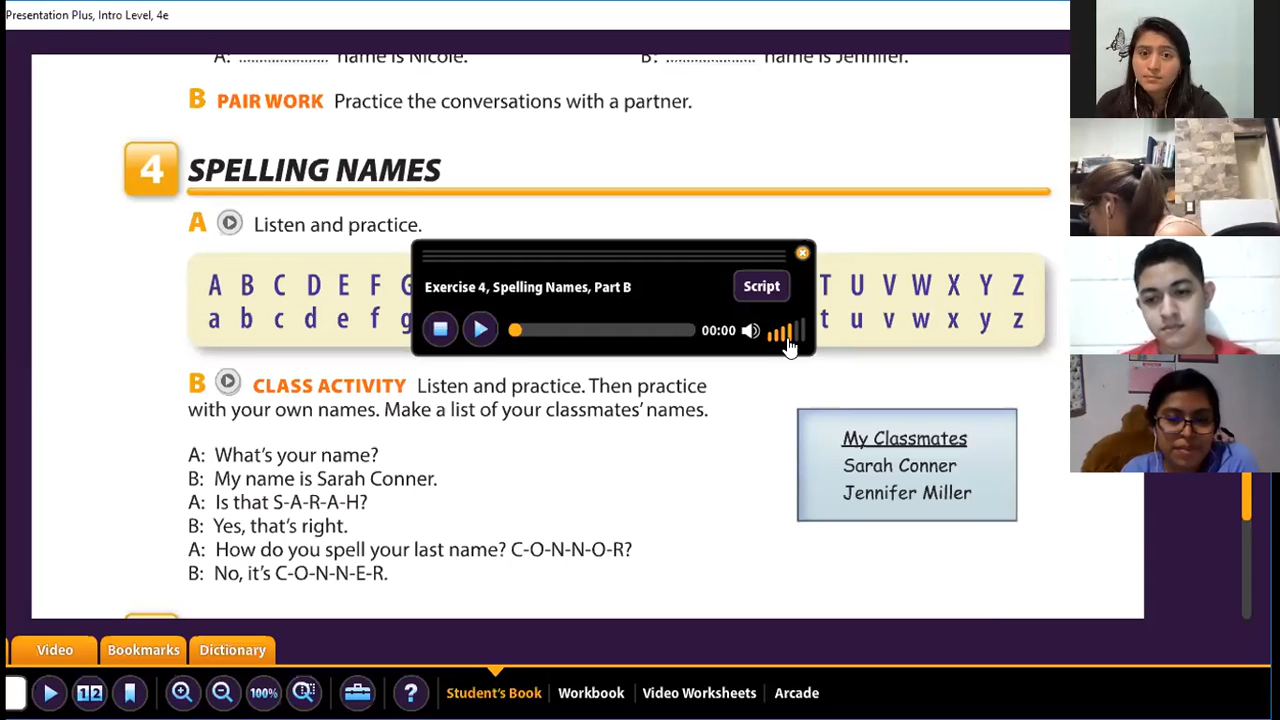 Presentation Plus, Intro Level, 4e
A: ..................... name is Nicole.
B: ..................... name is Jennifer.
B PAIR WORK Practice the conversations with a partner.
4 SPELLING NAMES
A Listen and practice.
A B C D E F G T U V W X Y Z
a b c d e f g t u v w x y z
Exercise 4, Spelling Names, Part B
Script
00:00
B CLASS ACTIVITY Listen and practice. Then practice
with your own names. Make a list of your classmates' names.
A: What's your name?
B: My name is Sarah Conner.
A: Is that S-A-R-A-H?
B: Yes, that's right.
A: How do you spell your last name? C-O-N-N-O-R?
B: No, it's C-O-N-N-E-R.
My Classmates
Sarah Conner
Jennifer Miller
Video Bookmarks Dictionary
12 100% ? Student's Book Workbook Video Worksheets Arcade